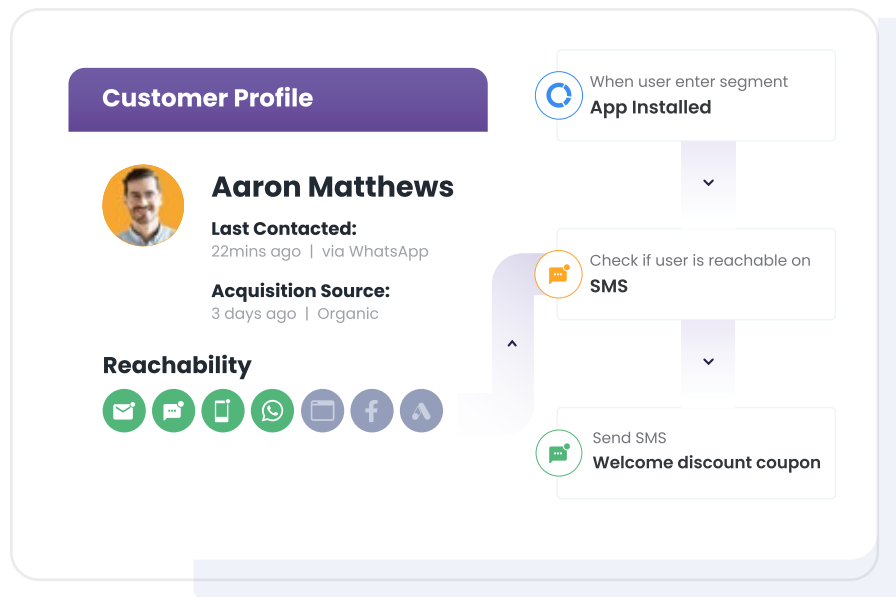 Customer Profile
Aaron Matthews
Last Contacted:
22mins ago | via WhatsApp
Acquisition Source:
3 days ago | Organic
Reachability
When user enter segment
App Installed
Check if user is reachable on
SMS
Send SMS
Welcome discount coupon